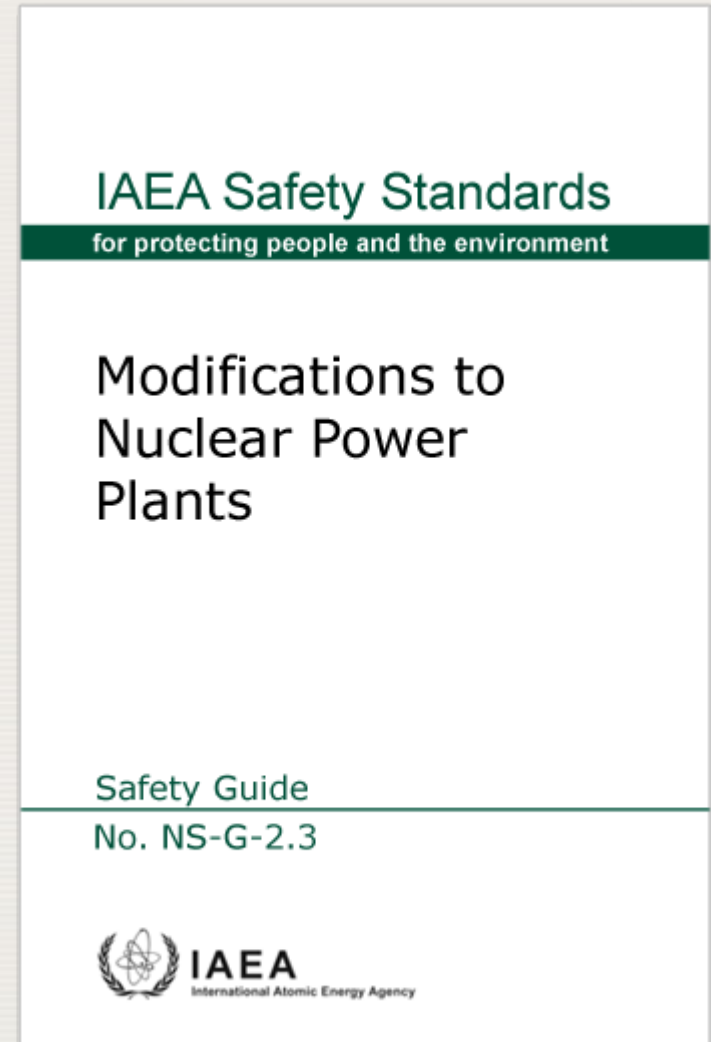 IAEA Safety Standards
for protecting people and the environment
Modifications to
Nuclear Power
Plants
Safety Guide
No. NS-G-2.3
IAEA
International Atomic Energy Agency